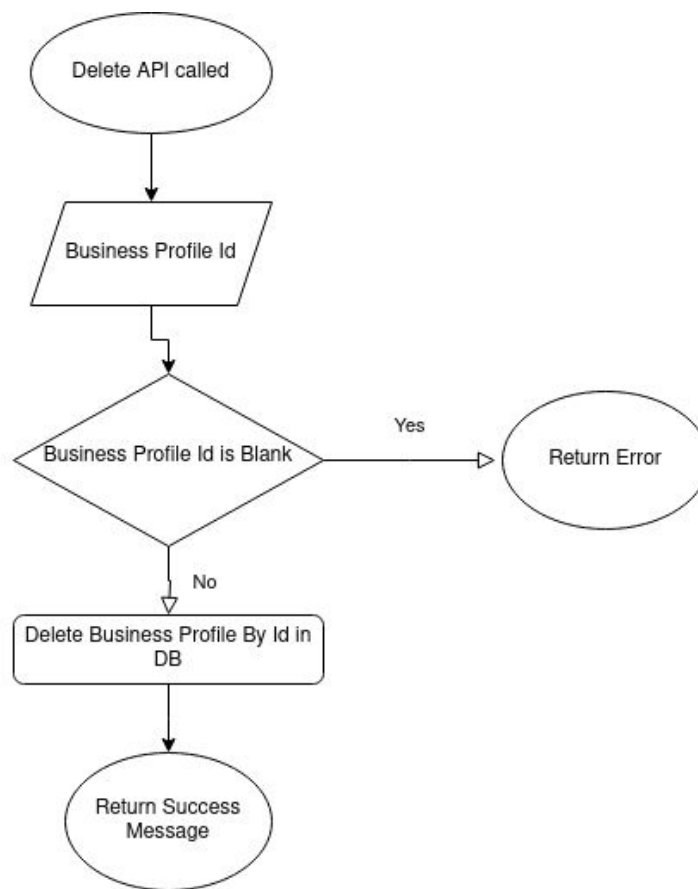 Delete API called
Business Profile Id
Business Profile Id is Blank
Yes
Return Error
No
Delete Business Profile By Id in
DB
Return Success
Message